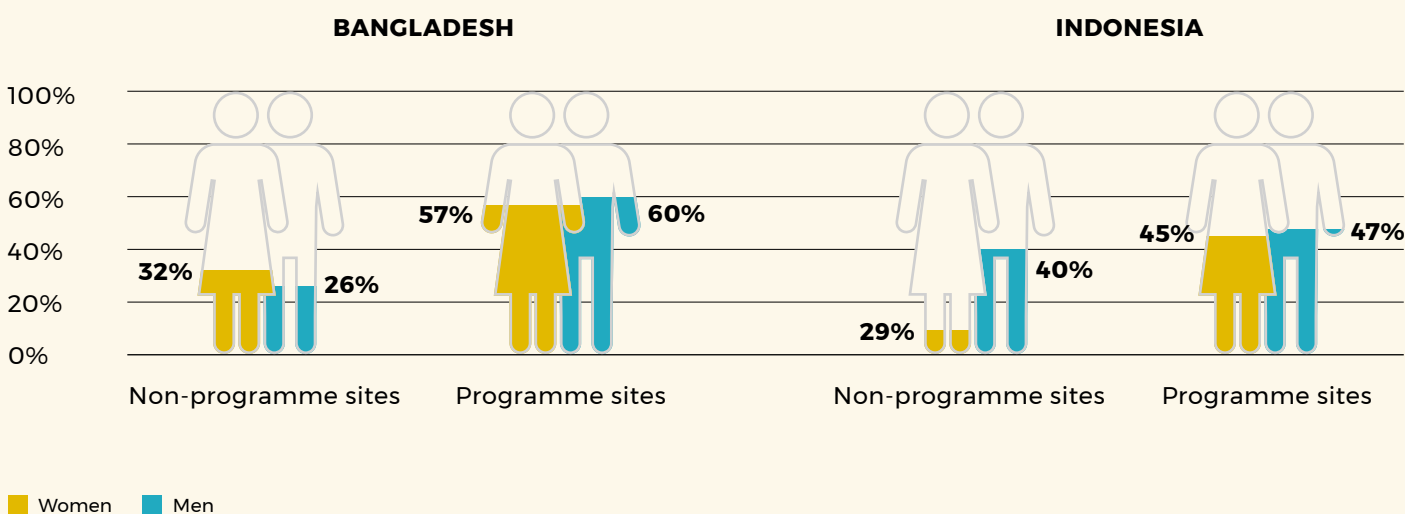 BANGLADESH
INDONESIA
100%
80%
60%
40%
20%
0%
32%
26%
57%
60%
29%
40%
45%
47%
Non-programme sites
Programme sites
Non-programme sites
Programme sites
Women
Men